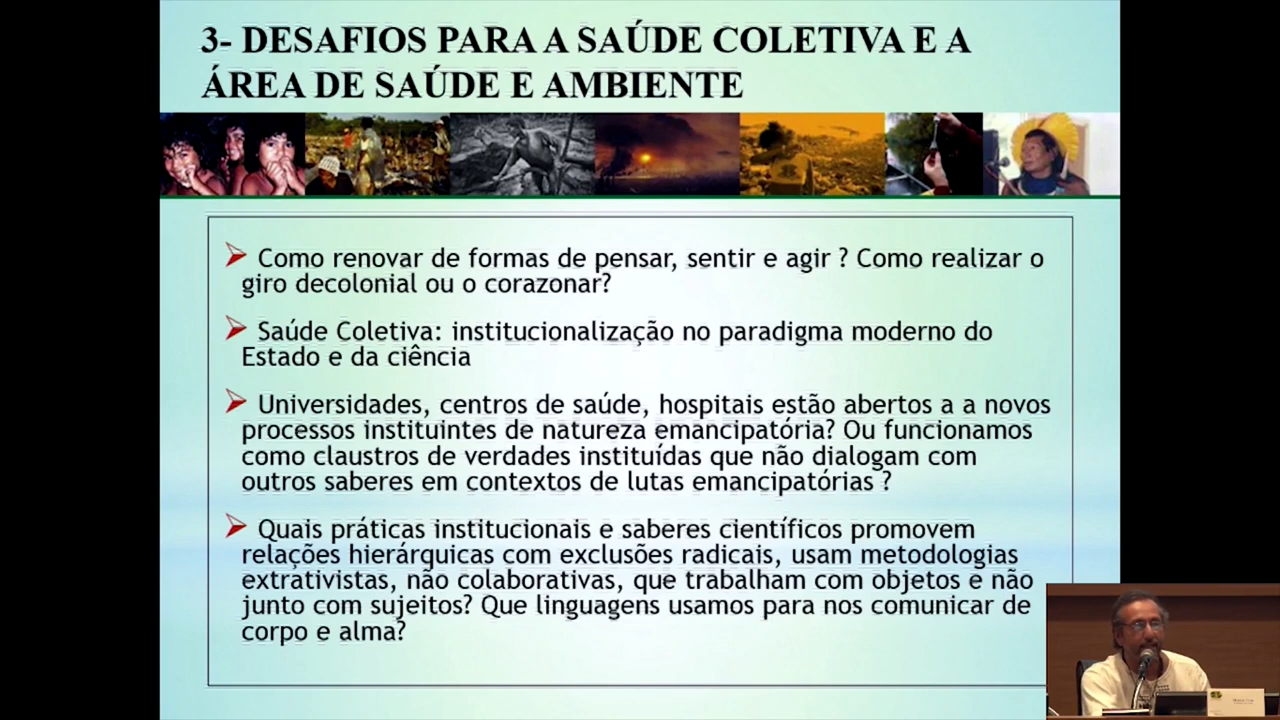 3- DESAFIOS PARA A SAÚDE COLETIVA E A
ÁREA DE SAÚDE E AMBIENTE
Como renovar de formas de pensar, sentir e agir ? Como realizar o
giro decolonial ou o corazonar?
Saúde Coletiva: institucionalização no paradigma moderno do
Estado e da ciência
Universidades, centros de saúde, hospitais estão abertos a a novos
processos instituintes de natureza emancipatória? Ou funcionamos
como claustros de verdades instituídas que não dialogam com
outros saberes em contextos de lutas emancipatórias ?
Quais práticas institucionais e saberes científicos promovem
relações hierárquicas com exclusões radicais, usam metodologias
extrativistas, não colaborativas, que trabalham com objetos e não
junto com sujeitos? Que linguagens usamos para nos comunicar de
corpo e alma?